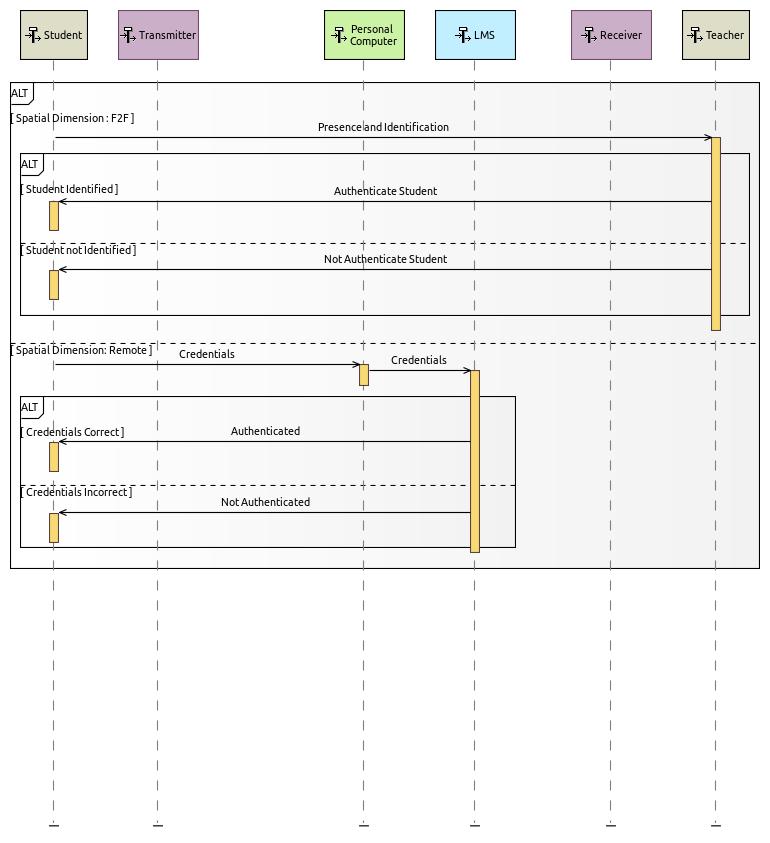 Student
Transmitter
Personal
Computer
LMS
Receiver
Teacher
ALT
[ Spatial Dimension : F2F ]
Presence and Identification
ALT
[ Student Identified ]
Authenticate Student
[ Student not Identified ]
Not Authenticate Student
[ Spatial Dimension: Remote ]
Credentials
Credentials
ALT
[ Credentials Correct ]
Authenticated
[ Credentials Incorrect ]
Not Authenticated